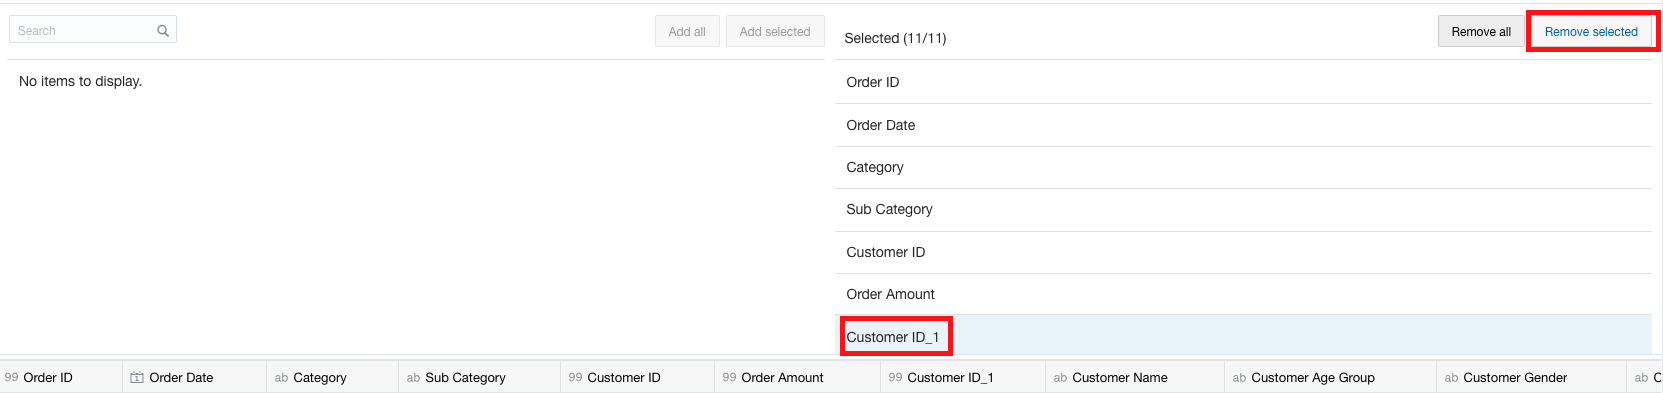 Search
Add all
Add selected
Selected (11/11)
Remove all
Remove selected
No items to display.
Order ID
Order Date
Category
Sub Category
Customer ID
Order Amount
Customer ID_1
99 Order ID
1 Order Date
ab Category
ab Sub Category
99 Customer ID
99 Order Amount
99 Customer ID_1
ab Customer Name
ab Customer Age Group
ab Customer Gender
ab C